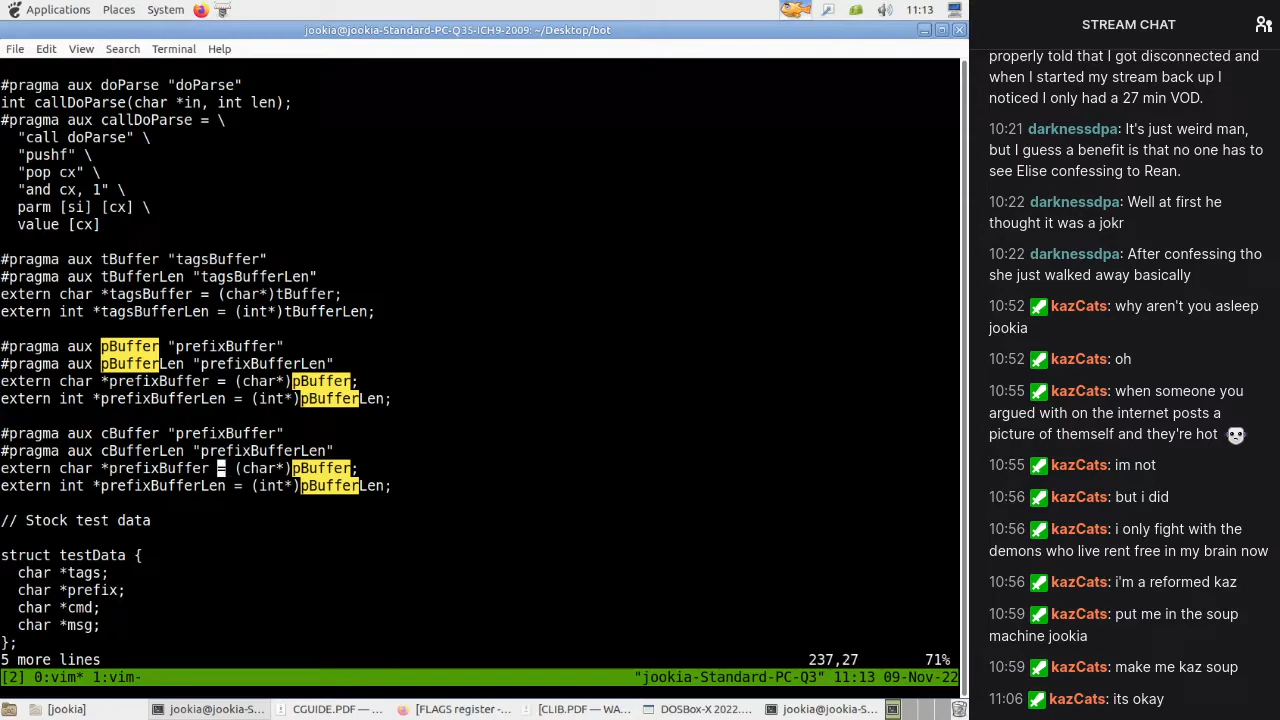 Applications Places System 11:13
jookia@jookia-Standard-PC-Q35-ICH9-2009: ~/Desktop/bot
File Edit View Search Terminal Help
#pragma aux doParse "doParse"
int callDoParse(char *in, int len);
#pragma aux callDoParse = \
"call doParse" \
"pushf" \
"pop cx" \
"and cx, 1" \
parm [si] [cx] \
value [cx]
#pragma aux tBuffer "tagsBuffer"
#pragma aux tBufferLen "tagsBufferLen"
extern char *tagsBuffer = (char*)tBuffer;
extern int *tagsBufferLen = (int*)tBufferLen;
#pragma aux pBuffer "prefixBuffer"
#pragma aux pBufferLen "prefixBufferLen"
extern char *prefixBuffer = (char*)pBuffer;
extern int *prefixBufferLen = (int*)pBufferLen;
#pragma aux cBuffer "prefixBuffer"
#pragma aux cBufferLen "prefixBufferLen"
extern char *prefixBuffer = (char*)pBuffer;
extern int *prefixBufferLen = (int*)pBufferLen;
// Stock test data
struct testData {
char *tags;
char *prefix;
char *cmd;
char *msg;
};
5 more lines 237,27 71%
[2] 0:vim* 1:vim- "jookia-Standard-PC-Q3" 11:13 09-Nov-22
[jookia] jookia@jookia-S... CGUIDE.PDF — ... [FLAGS register -... [CLIB.PDF — WA... DOSBox-X 2022.... jookia@jookia-S...
STREAM CHAT
properly told that I got disconnected and
when I started my stream back up I
noticed I only had a 27 min VOD.
10:21 darknessdpa: It's just weird man,
but I guess a benefit is that no one has to
see Elise confessing to Rean.
10:22 darknessdpa: Well at first he
thought it was a jokr
10:22 darknessdpa: After confessing tho
she just walked away basically
10:52 kazCats: why aren't you asleep
jookia
10:52 kazCats: oh
10:55 kazCats: when someone you
argued with on the internet posts a
picture of themself and they're hot
10:55 kazCats: im not
10:56 kazCats: but i did
10:56 kazCats: i only fight with the
demons who live rent free in my brain now
10:56 kazCats: i'm a reformed kaz
10:59 kazCats: put me in the soup
machine jookia
10:59 kazCats: make me kaz soup
11:06 kazCats: its okay